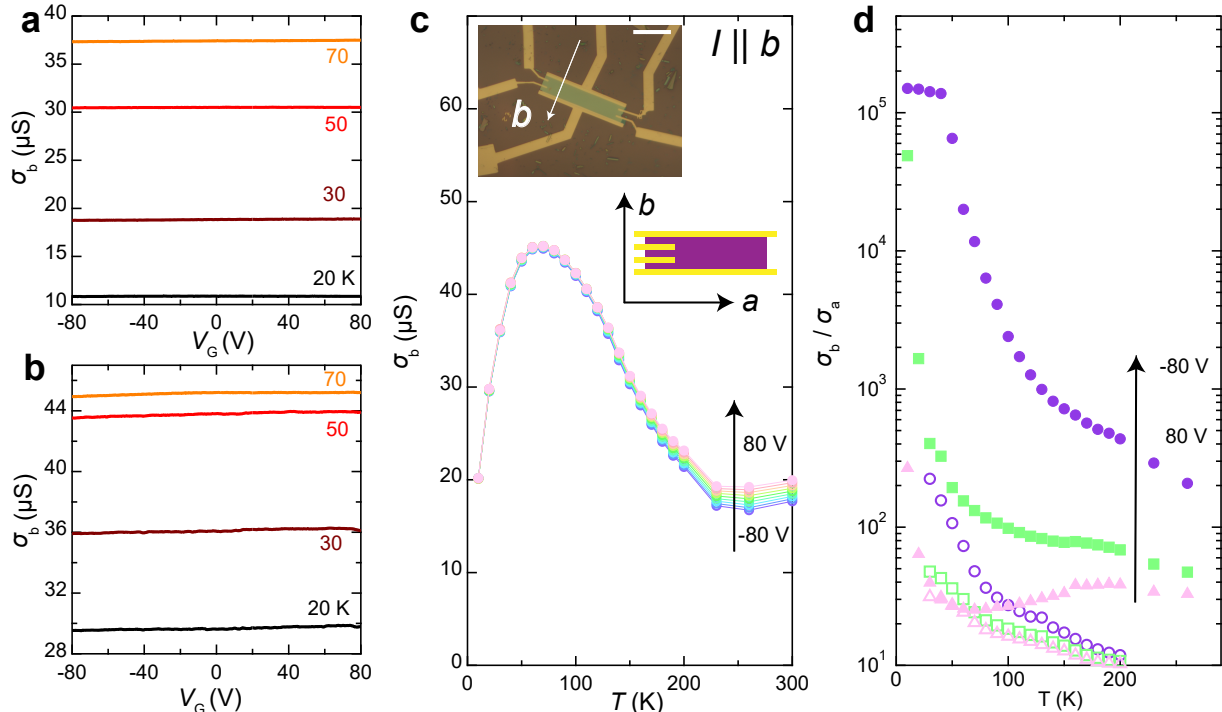 a
40
35
30
25
20
15
10
σb (μS)
70
50
30
20 K
-80
-40
0
40
80
VG (V)
b
44
40
36
32
28
σb (μS)
70
50
30
20 K
-80
-40
0
40
80
VG (V)
c
I || b
b
60
50
40
30
20
10
0
σb (μS)
b
a
80 V
-80 V
0
100
200
300
T (K)
d
10^5
10^4
10^3
10^2
10^1
σb / σa
-80 V
80 V
0
100
200
T (K)